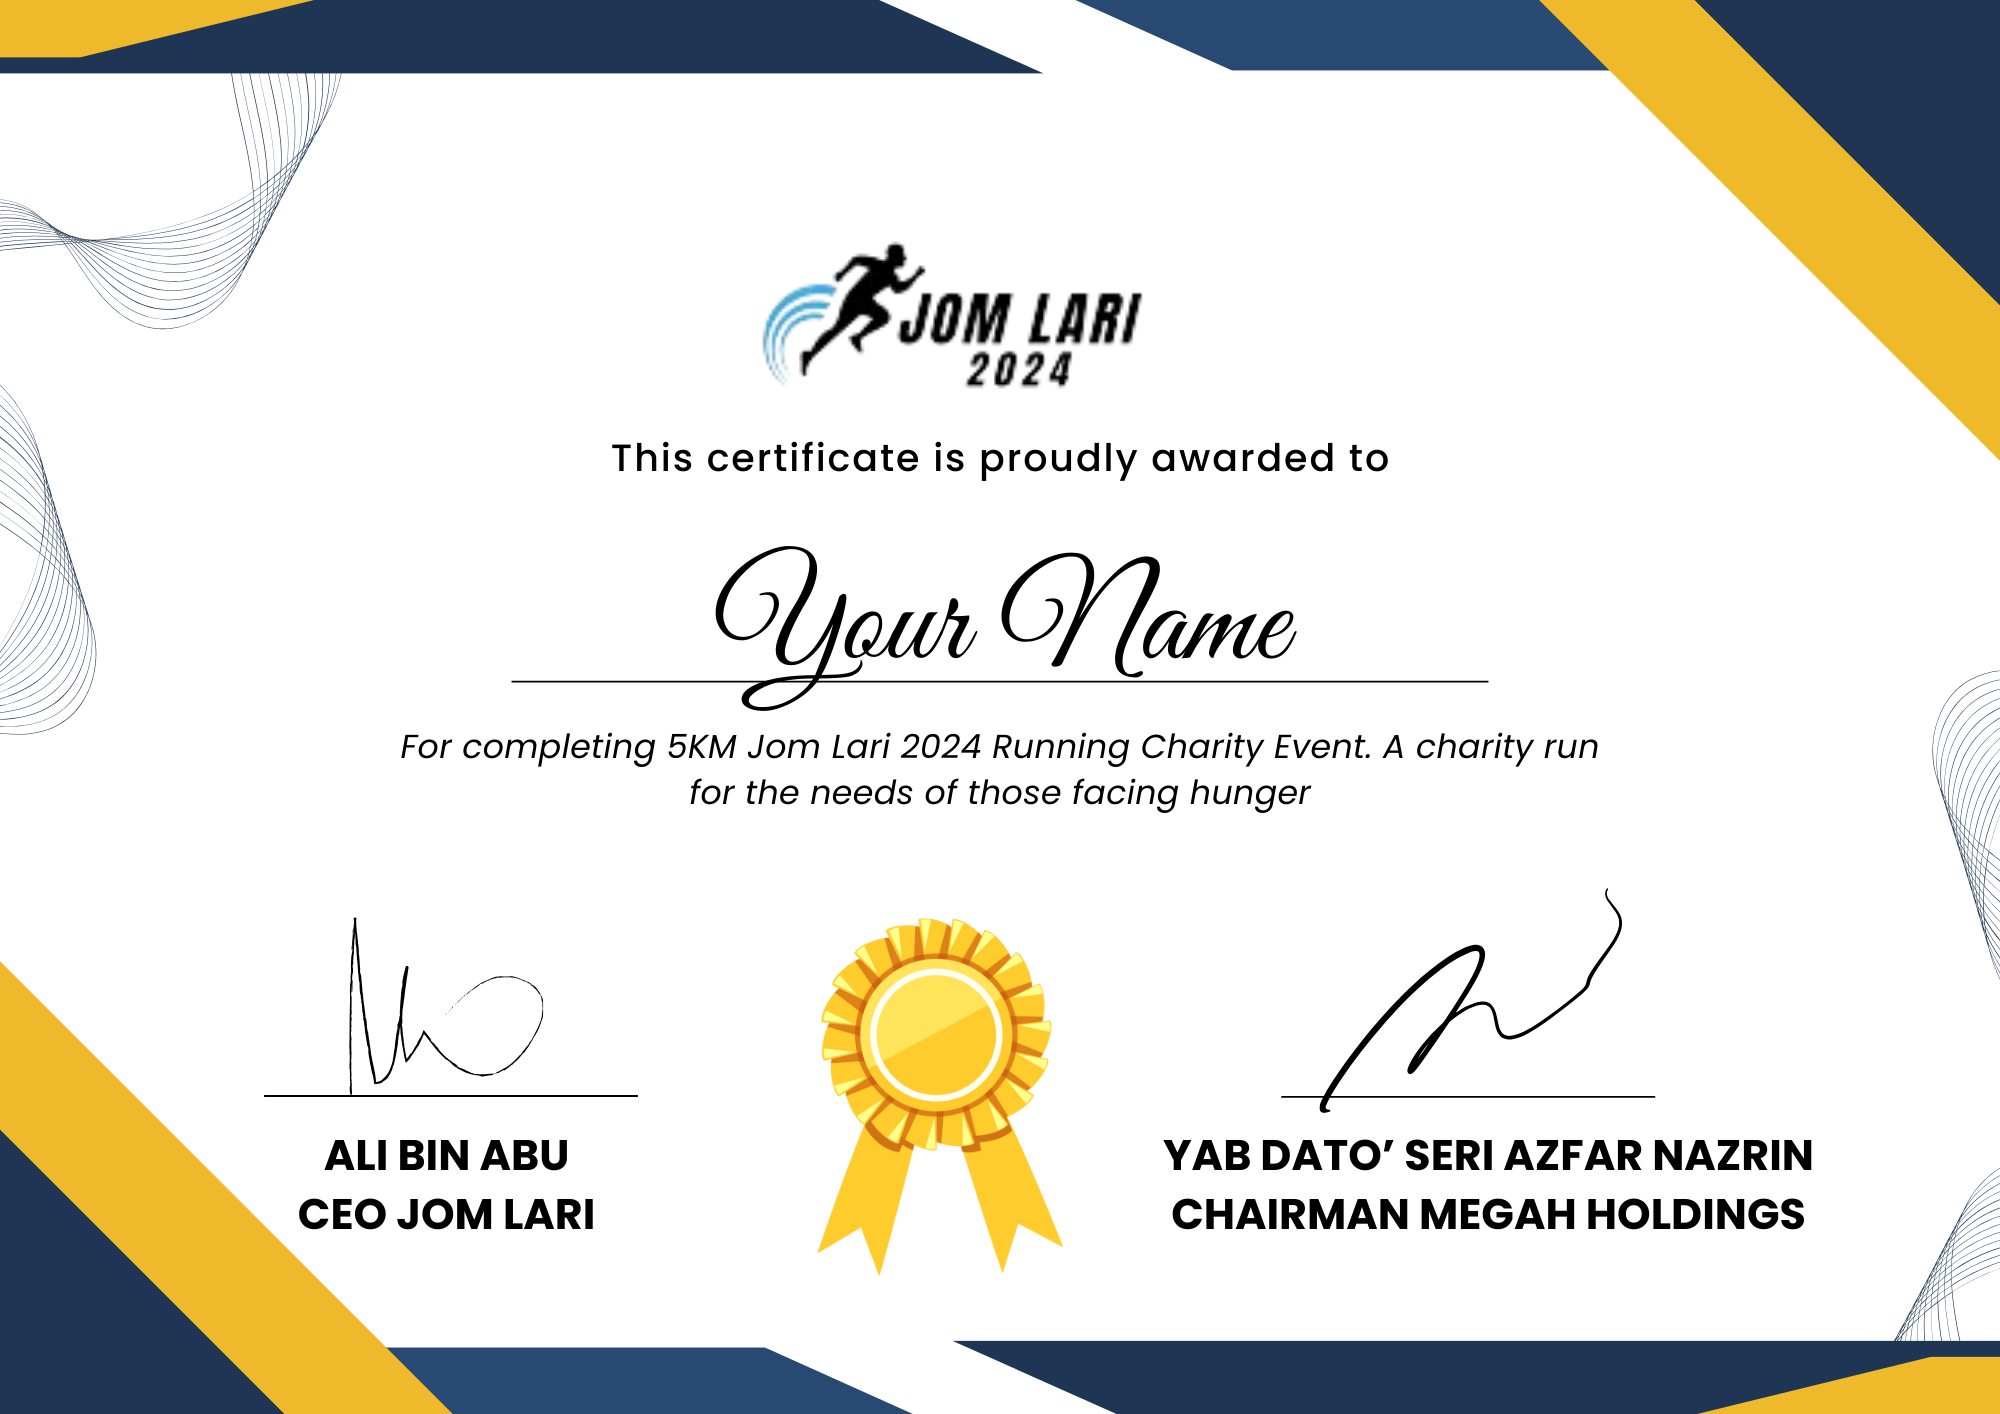 JOM LARI
2024
This certificate is proudly awarded to
Your Name
For completing 5KM Jom Lari 2024 Running Charity Event. A charity run
for the needs of those facing hunger
ALI BIN ABU
CEO JOM LARI
YAB DATO’ SERI AZFAR NAZRIN
CHAIRMAN MEGAH HOLDINGS